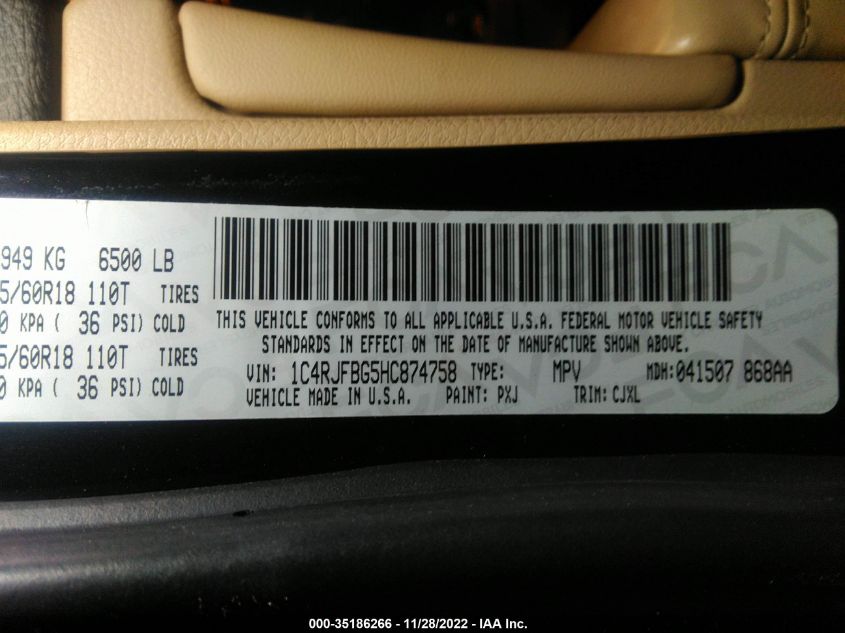 949 KG 6500 LB
5/60R18 110T TIRES
0 KPA ( 36 PSI) COLD
5/60R18 110T TIRES
0 KPA ( 36 PSI) COLD
THIS VEHICLE CONFORMS TO ALL APPLICABLE U.S.A. FEDERAL MOTOR VEHICLE SAFETY
STANDARDS IN EFFECT ON THE DATE OF MANUFACTURE SHOWN ABOVE.
VIN: 1C4RJFBG5HC874758 TYPE: MPV MDH:041507 868AA
VEHICLE MADE IN U.S.A. PAINT: PXJ TRIM: CJXL
000-35186266 - 11/28/2022 - IAA Inc.